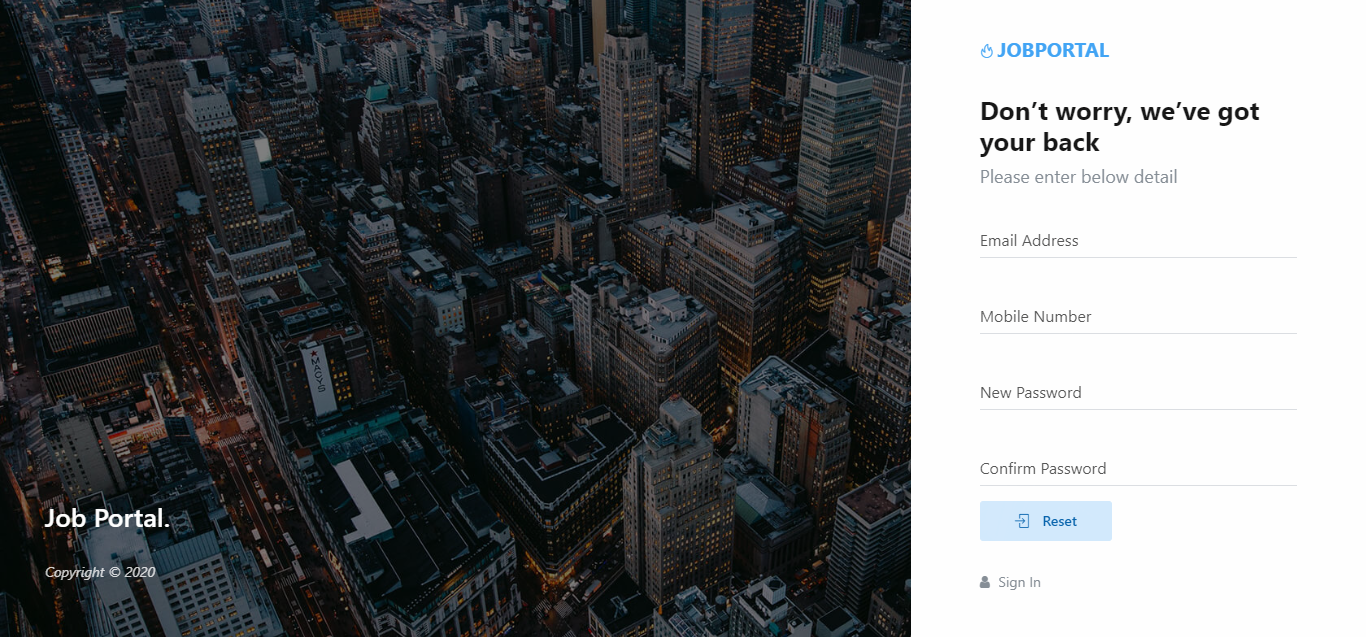 JOBPORTAL
Don’t worry, we’ve got
your back
Please enter below detail
Email Address
Mobile Number
New Password
Confirm Password
Reset
Sign In
MACYS
Job Portal.
Copyright © 2020